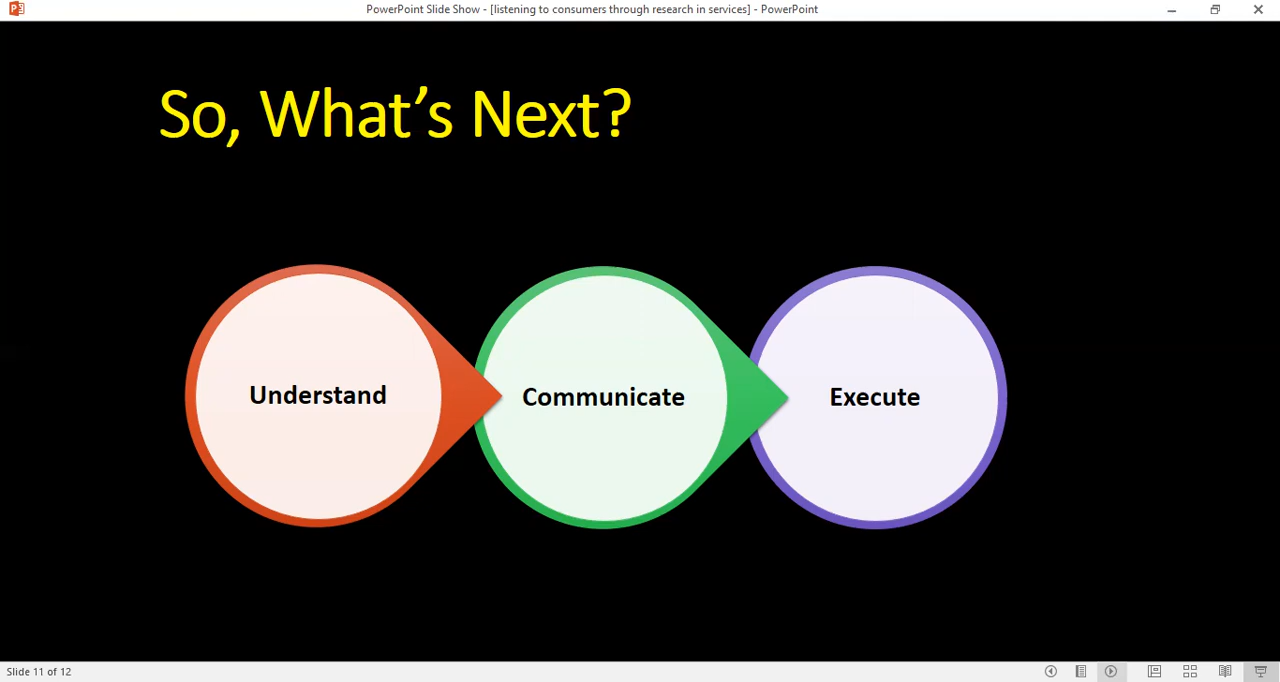 PowerPoint Slide Show - [listening to consumers through research in services] - PowerPoint
So, What's Next?
Understand
Communicate
Execute
Slide 11 of 12